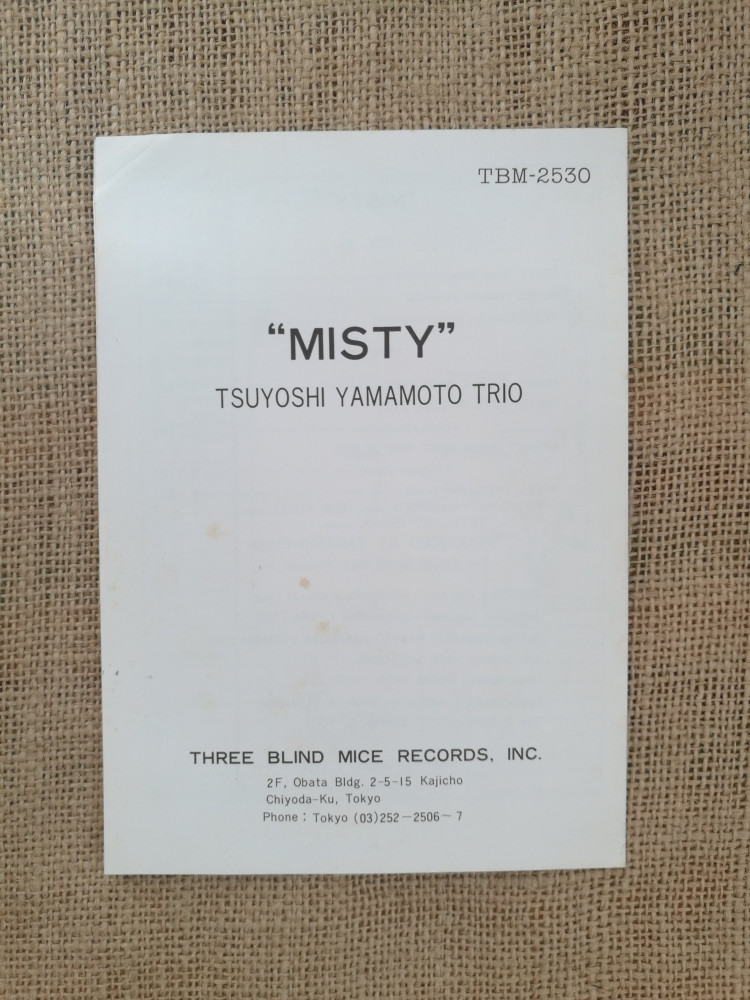 TBM-2530
“MISTY”
TSUYOSHI YAMAMOTO TRIO
THREE BLIND MICE RECORDS, INC.
2F, Obata Bldg. 2-5-15 Kajicho
Chiyoda-Ku, Tokyo
Phone : Tokyo (03)252-2506-7